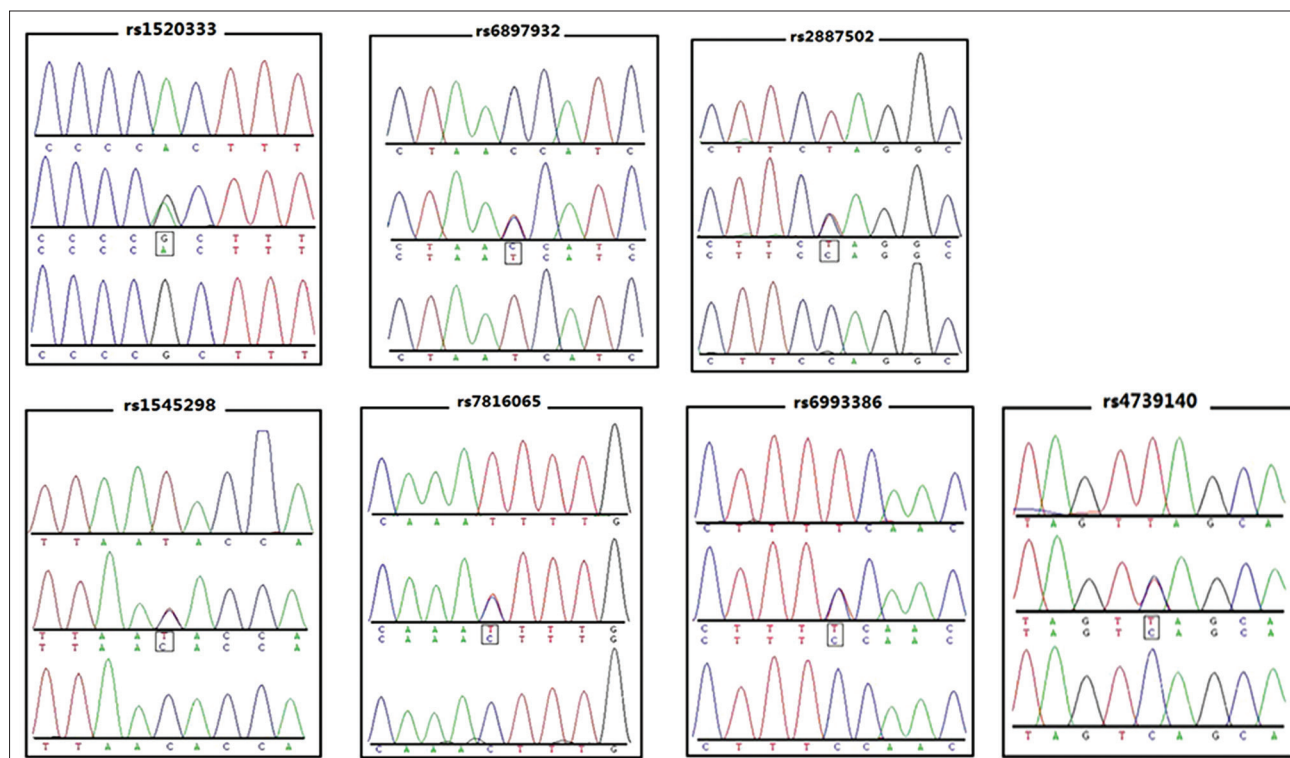 rs1520333
C C C C A C T T T
C C C C G C T T T
C C C C A C T T T
C C C C G C T T T
rs6897932
C T A A C C A T C
C T A A C C A T C
C T A A T C A T C
C T A A T C A T C
rs2887502
C T T C T A G G C
C T T C T A G G C
C T T C C A G G C
C T T C C A G G C
rs1545298
T T A A T A C C A
T T A A T A C C A
T T A A C A C C A
T T A A C A C C A
rs7816065
C A A A T T T T G
C A A A T T T T G
C A A A C T T T G
C A A A C T T T G
rs6993386
C T T T T C A A C
C T T T T C A A C
C T T T C C A A C
C T T T C C A A C
rs4739140
T A G T T A G C A
T A G T T A G C A
T A G T C A G C A
T A G T C A G C A